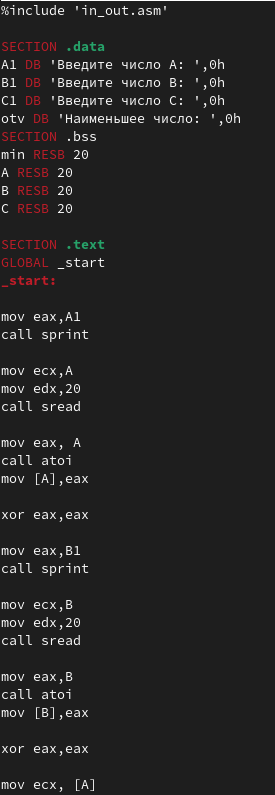 %include 'in_out.asm'
SECTION .data
A1 DB 'Введите число A: ',0h
B1 DB 'Введите число B: ',0h
C1 DB 'Введите число C: ',0h
otv DB 'Наименьшее число: ',0h
SECTION .bss
min RESB 20
A RESB 20
B RESB 20
C RESB 20
SECTION .text
GLOBAL _start
_start:
mov eax,A1
call sprint
mov ecx,A
mov edx,20
call sread
mov eax, A
call atoi
mov [A],eax
xor eax,eax
mov eax,B1
call sprint
mov ecx,B
mov edx,20
call sread
mov eax,B
call atoi
mov [B],eax
xor eax,eax
mov ecx, [A]